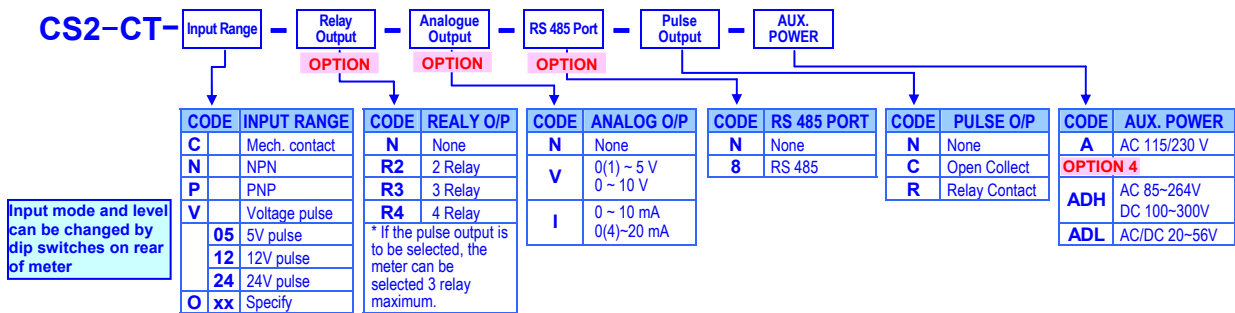 CS2-CT- Input Range - Relay Output - Analogue Output - RS 485 Port - Pulse Output - AUX. POWER
OPTION OPTION OPTION
CODE INPUT RANGE
C Mech. contact
N NPN
P PNP
V Voltage pulse
05 5V pulse
12 12V pulse
24 24V pulse
O xx Specify
Input mode and level
can be changed by
dip switches on rear
of meter
CODE REALY O/P
N None
R2 2 Relay
R3 3 Relay
R4 4 Relay
* If the pulse output is
to be selected, the
meter can be
selected 3 relay
maximum.
CODE ANALOG O/P
N None
V 0(1) ~ 5 V
0 ~ 10 V
I 0 ~ 10 mA
0(4)~20 mA
CODE RS 485 PORT
N None
8 RS 485
CODE PULSE O/P
N None
C Open Collect
R Relay Contact
CODE AUX. POWER
A AC 115/230 V
OPTION 4
ADH AC 85~264V
DC 100~300V
ADL AC/DC 20~56V